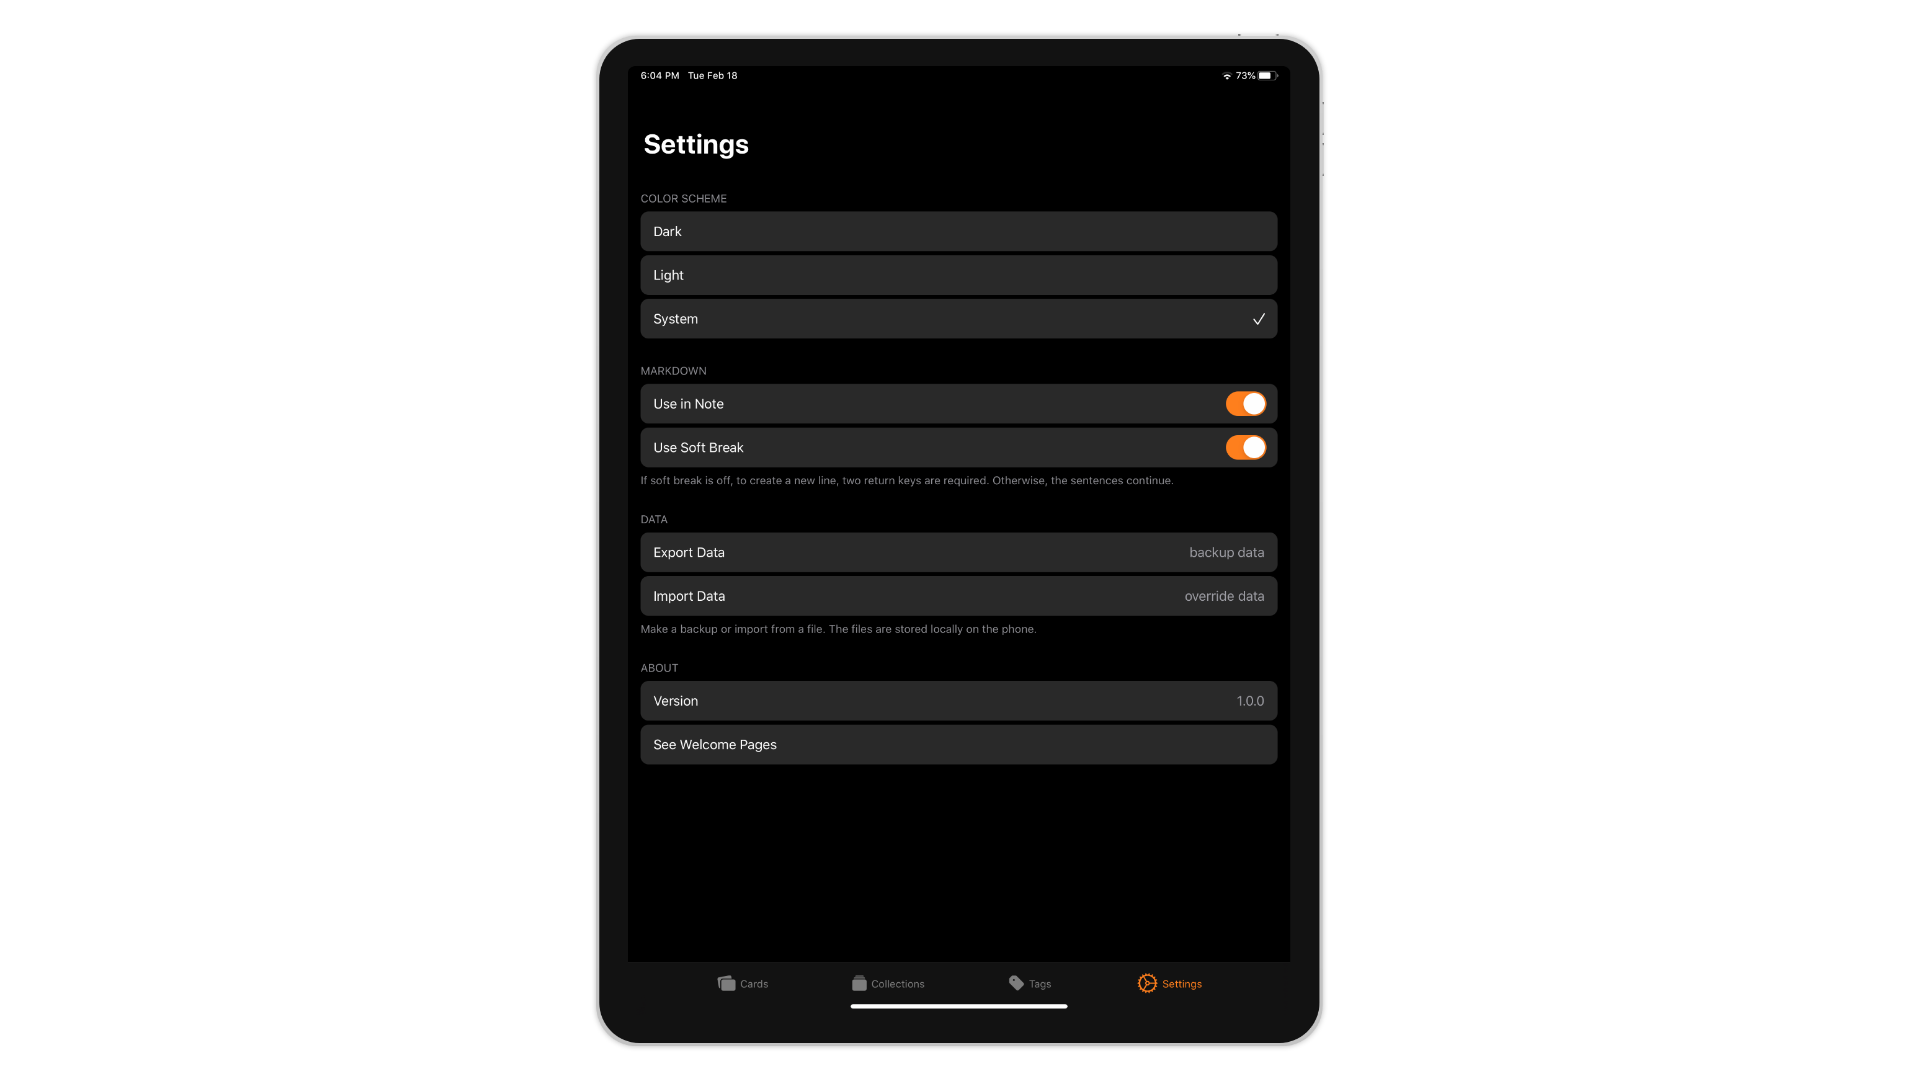 6:04 PM Tue Feb 18 73%
Settings
COLOR SCHEME
Dark
Light
System
MARKDOWN
Use in Note
Use Soft Break
If soft break is off, to create a new line, two return keys are required. Otherwise, the sentences continue.
DATA
Export Data backup data
Import Data override data
Make a backup or import from a file. The files are stored locally on the phone.
ABOUT
Version 1.0.0
See Welcome Pages
Cards Collections Tags Settings